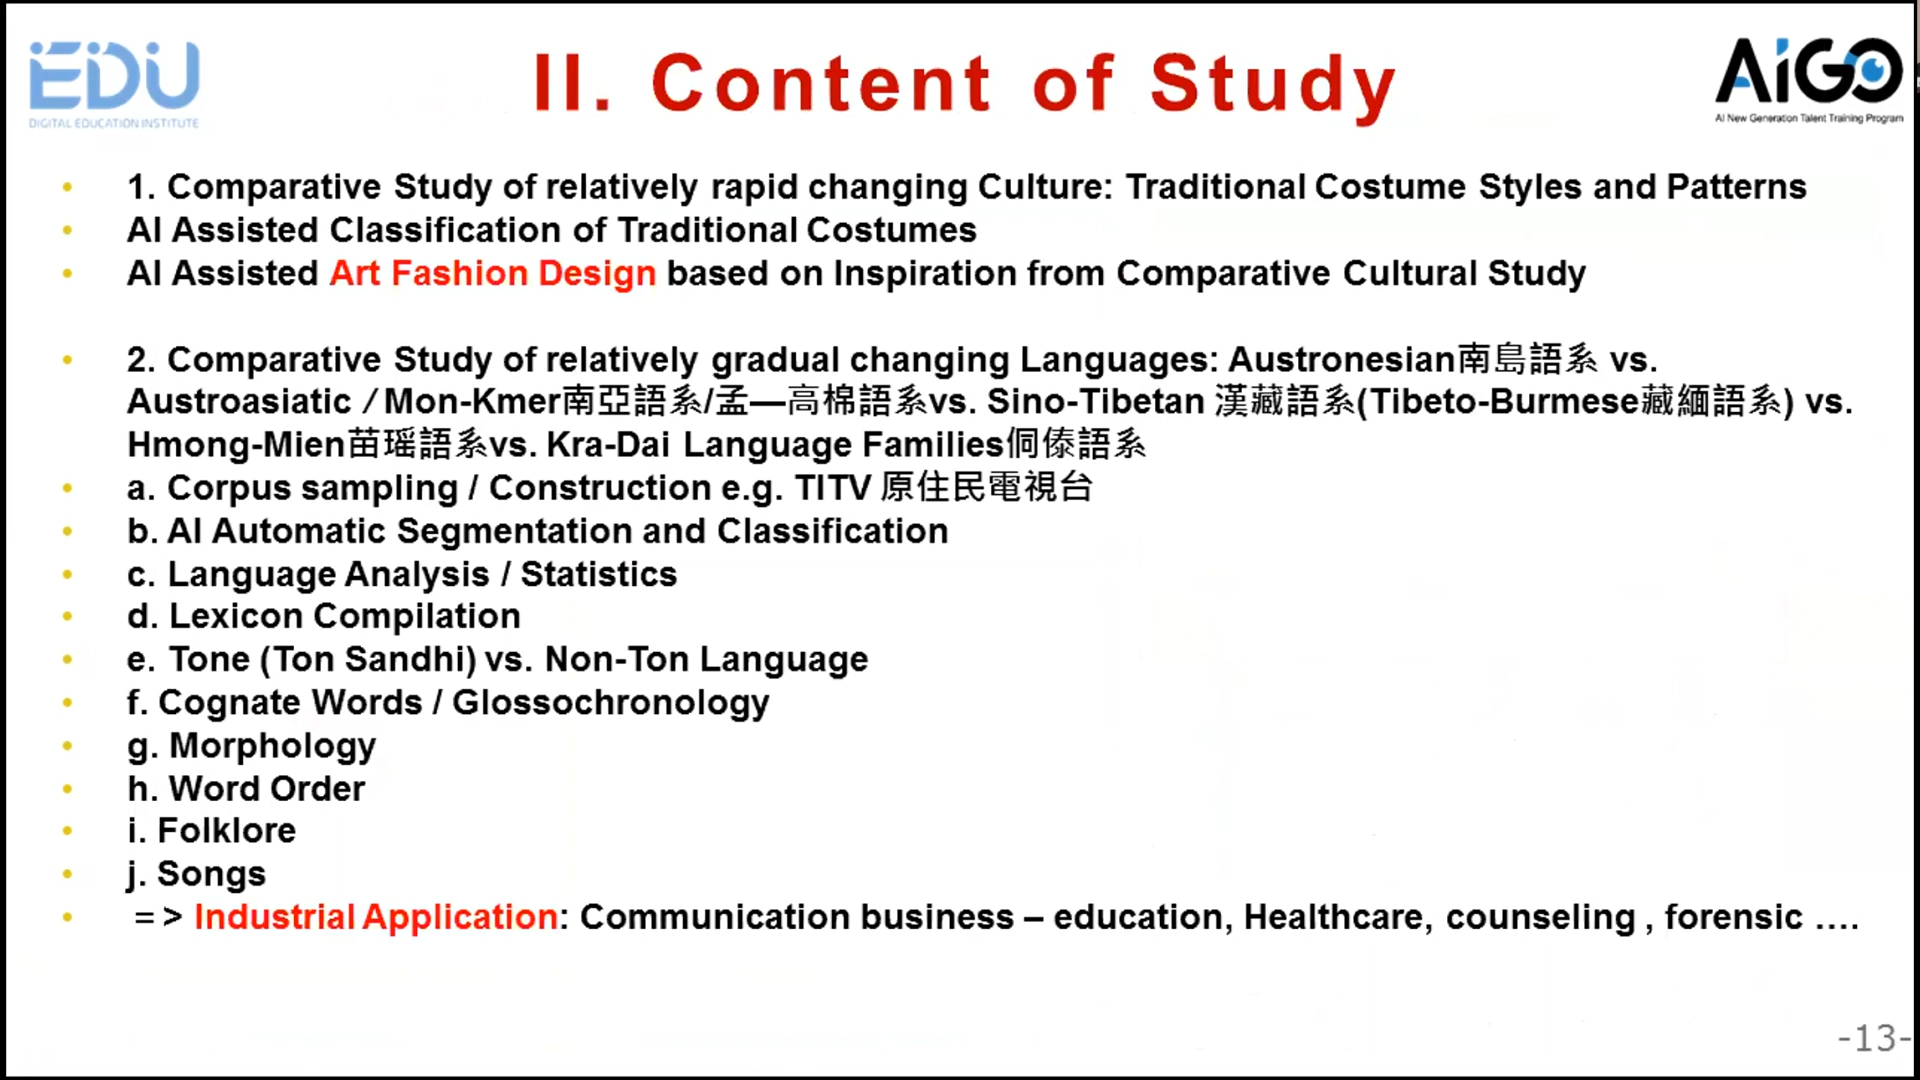 iEDU
DIGITAL EDUCATION INSTITUTE
II. Content of Study
AiGO
AI New Generation Talent Training Program
• 1. Comparative Study of relatively rapid changing Culture: Traditional Costume Styles and Patterns
• AI Assisted Classification of Traditional Costumes
• AI Assisted Art Fashion Design based on Inspiration from Comparative Cultural Study
• 2. Comparative Study of relatively gradual changing Languages: Austronesian南島語系 vs.
Austroasiatic / Mon-Kmer南亞語系/孟—高棉語系vs. Sino-Tibetan 漢藏語系(Tibeto-Burmese藏緬語系) vs.
Hmong-Mien苗瑤語系vs. Kra-Dai Language Families侗傣語系
• a. Corpus sampling / Construction e.g. TITV 原住民電視台
• b. AI Automatic Segmentation and Classification
• c. Language Analysis / Statistics
• d. Lexicon Compilation
• e. Tone (Ton Sandhi) vs. Non-Ton Language
• f. Cognate Words / Glossochronology
• g. Morphology
• h. Word Order
• i. Folklore
• j. Songs
• => Industrial Application: Communication business – education, Healthcare, counseling , forensic ….
-13-